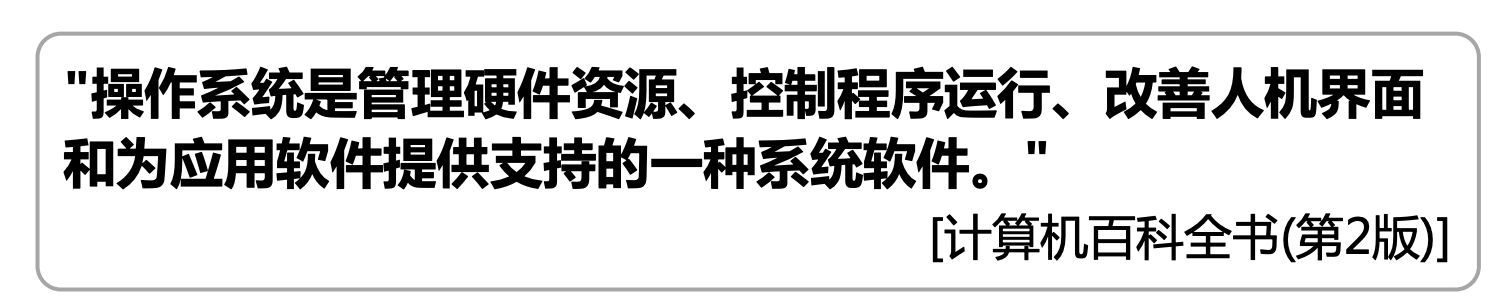 "操作系统是管理硬件资源、控制程序运行、改善人机界面
和为应用软件提供支持的一种系统软件。"
[计算机百科全书(第2版)]